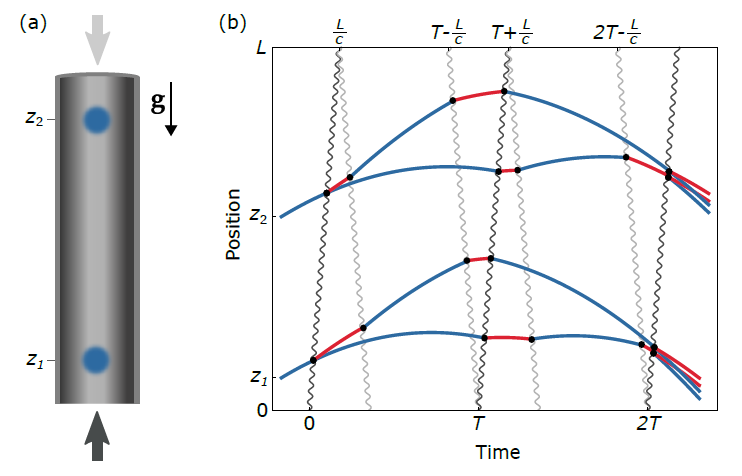 (a)
g
z₂
z₁
(b)
L/c T-L/c T+L/c 2T-L/c
L
z₂
z₁
0
Position
0 T 2T
Time